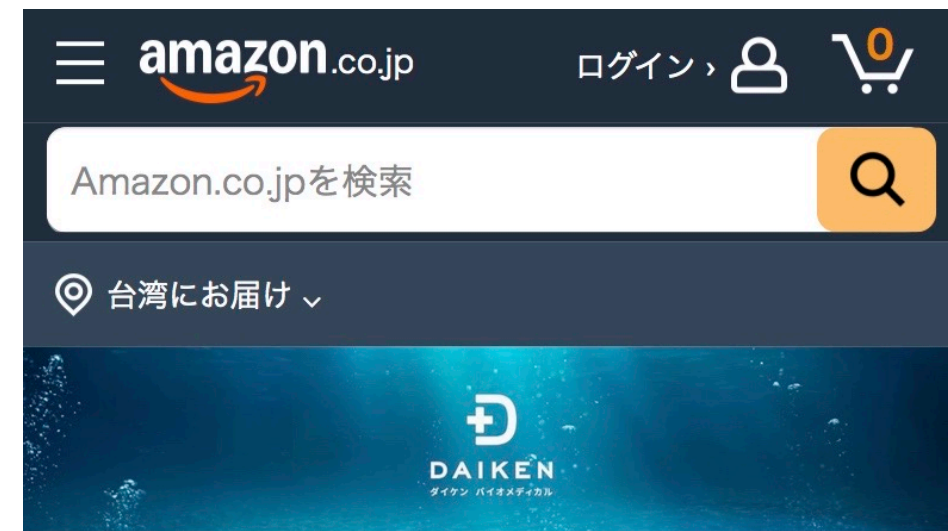 amazon.co.jp
ログイン ›
0
Amazon.co.jpを検索
台湾にお届け
DAIKEN
ダイケン バイオメディカル